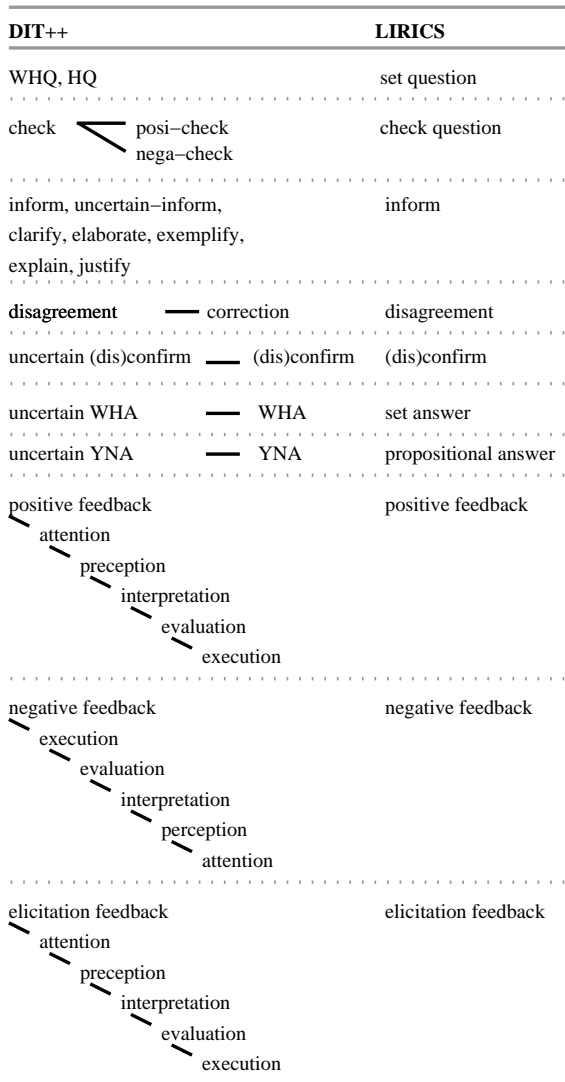 DIT++ LIRICS
WHQ, HQ set question
check posi−check check question
nega−check
inform, uncertain−inform, inform
clarify, elaborate, exemplify,
explain, justify
disagreement correction disagreement
uncertain (dis)confirm (dis)confirm (dis)confirm
uncertain WHA WHA set answer
uncertain YNA YNA propositional answer
positive feedback positive feedback
attention
preception
interpretation
evaluation
execution
negative feedback negative feedback
execution
evaluation
interpretation
perception
attention
elicitation feedback elicitation feedback
attention
preception
interpretation
evaluation
execution